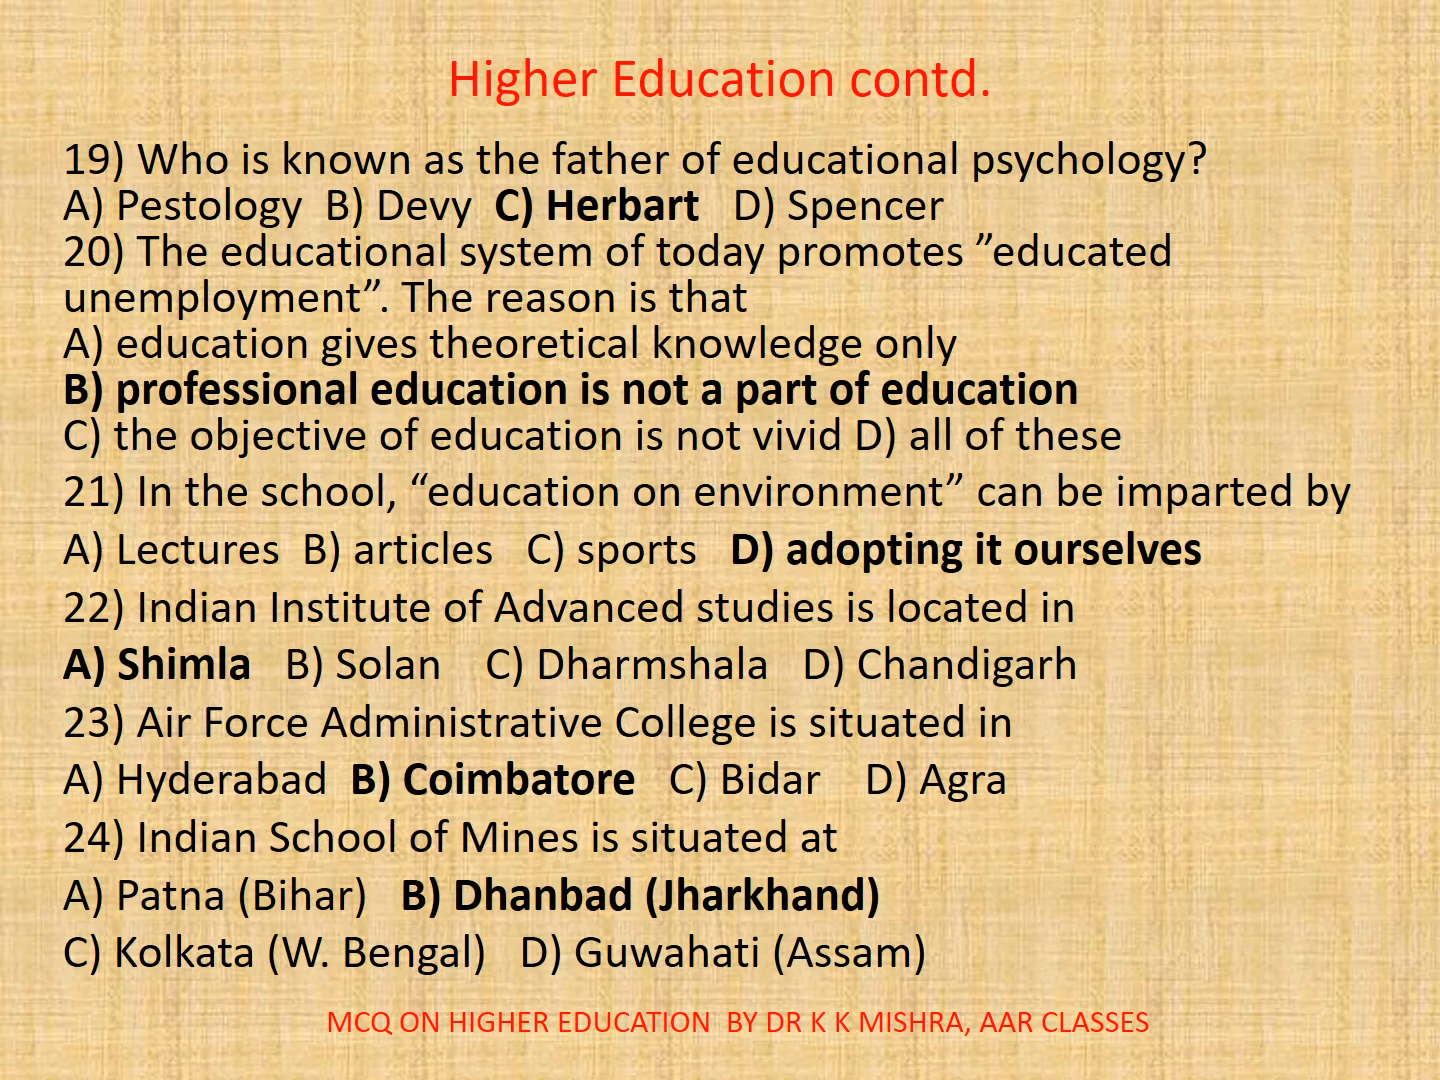 Higher Education contd.
19) Who is known as the father of educational psychology?
A) Pestology  B) Devy  C) Herbart   D) Spencer
20) The educational system of today promotes ”educated
unemployment”. The reason is that
A) education gives theoretical knowledge only
B) professional education is not a part of education
C) the objective of education is not vivid D) all of these
21) In the school, “education on environment” can be imparted by
A) Lectures  B) articles   C) sports   D) adopting it ourselves
22) Indian Institute of Advanced studies is located in
A) Shimla   B) Solan    C) Dharmshala   D) Chandigarh
23) Air Force Administrative College is situated in
A) Hyderabad  B) Coimbatore   C) Bidar    D) Agra
24) Indian School of Mines is situated at
A) Patna (Bihar)   B) Dhanbad (Jharkhand)
C) Kolkata (W. Bengal)   D) Guwahati (Assam)
MCQ ON HIGHER EDUCATION  BY DR K K MISHRA, AAR CLASSES